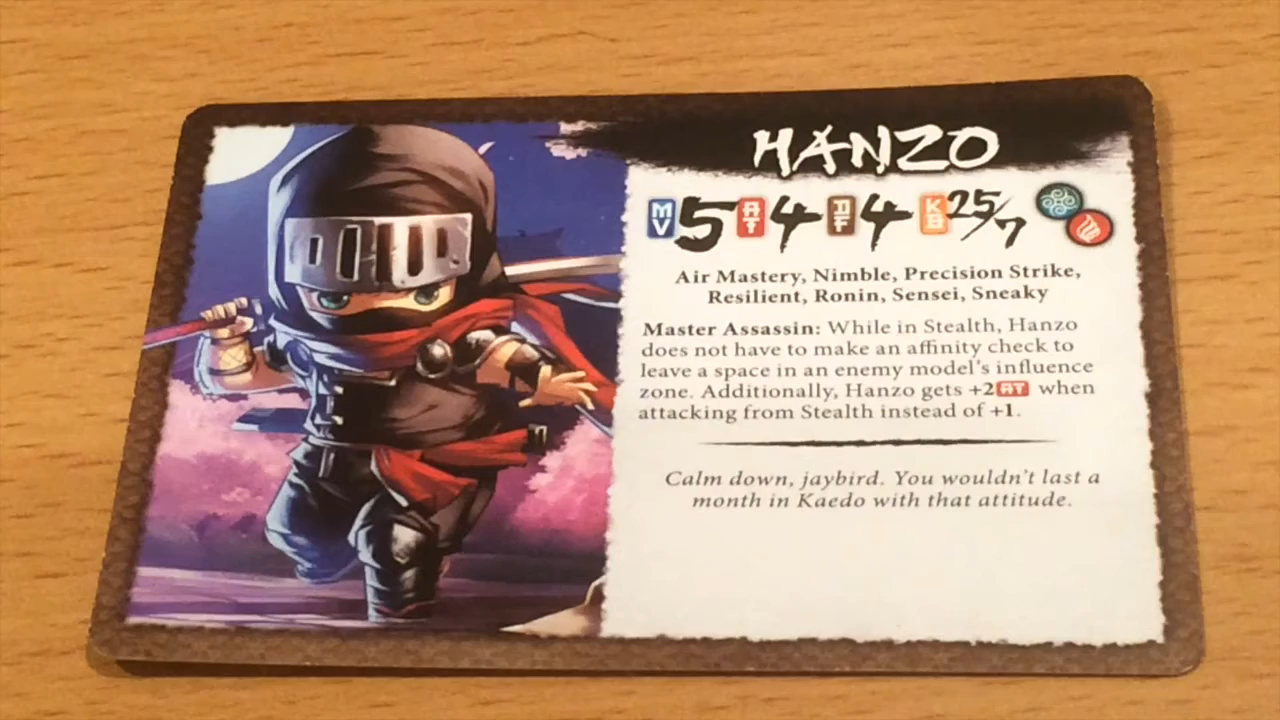 HANZO
MV 5 AT 4 DF 4 KB 25/7
Air Mastery, Nimble, Precision Strike,
Resilient, Ronin, Sensei, Sneaky
Master Assassin: While in Stealth, Hanzo
does not have to make an affinity check to
leave a space in an enemy model's influence
zone. Additionally, Hanzo gets +2 AT when
attacking from Stealth instead of +1.
Calm down, jaybird. You wouldn't last a
month in Kaedo with that attitude.